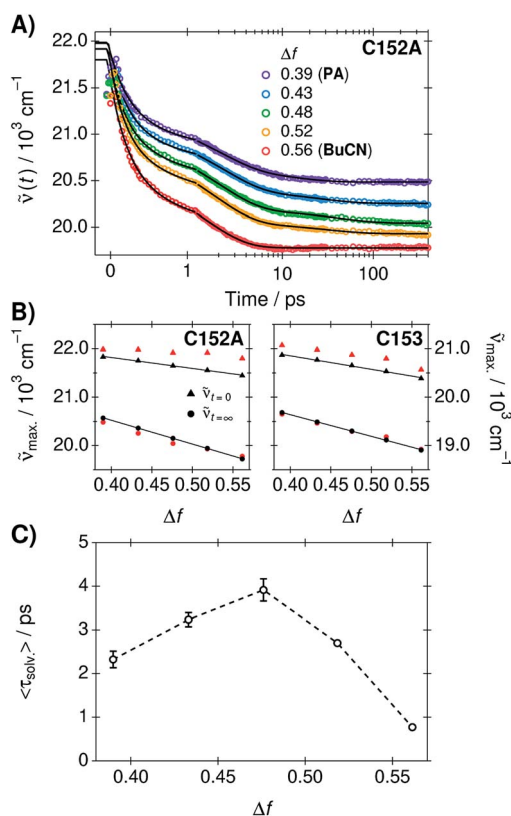 A)
C152A
Δf
0.39 (PA)
0.43
0.48
0.52
0.56 (BuCN)
22.0
21.5
21.0
20.5
20.0
ṽ(t) / 10³ cm⁻¹
0 1 10 100
Time / ps
B)
C152A
C153
22.0
21.0
20.0
ṽmax. / 10³ cm⁻¹
ṽt=0
ṽt=∞
21.0
20.0
19.0
ṽmax. / 10³ cm⁻¹
0.40 0.45 0.50 0.55
0.40 0.45 0.50 0.55
Δf
Δf
C)
5
4
3
2
1
0
<τsolv.> / ps
0.40 0.45 0.50 0.55
Δf